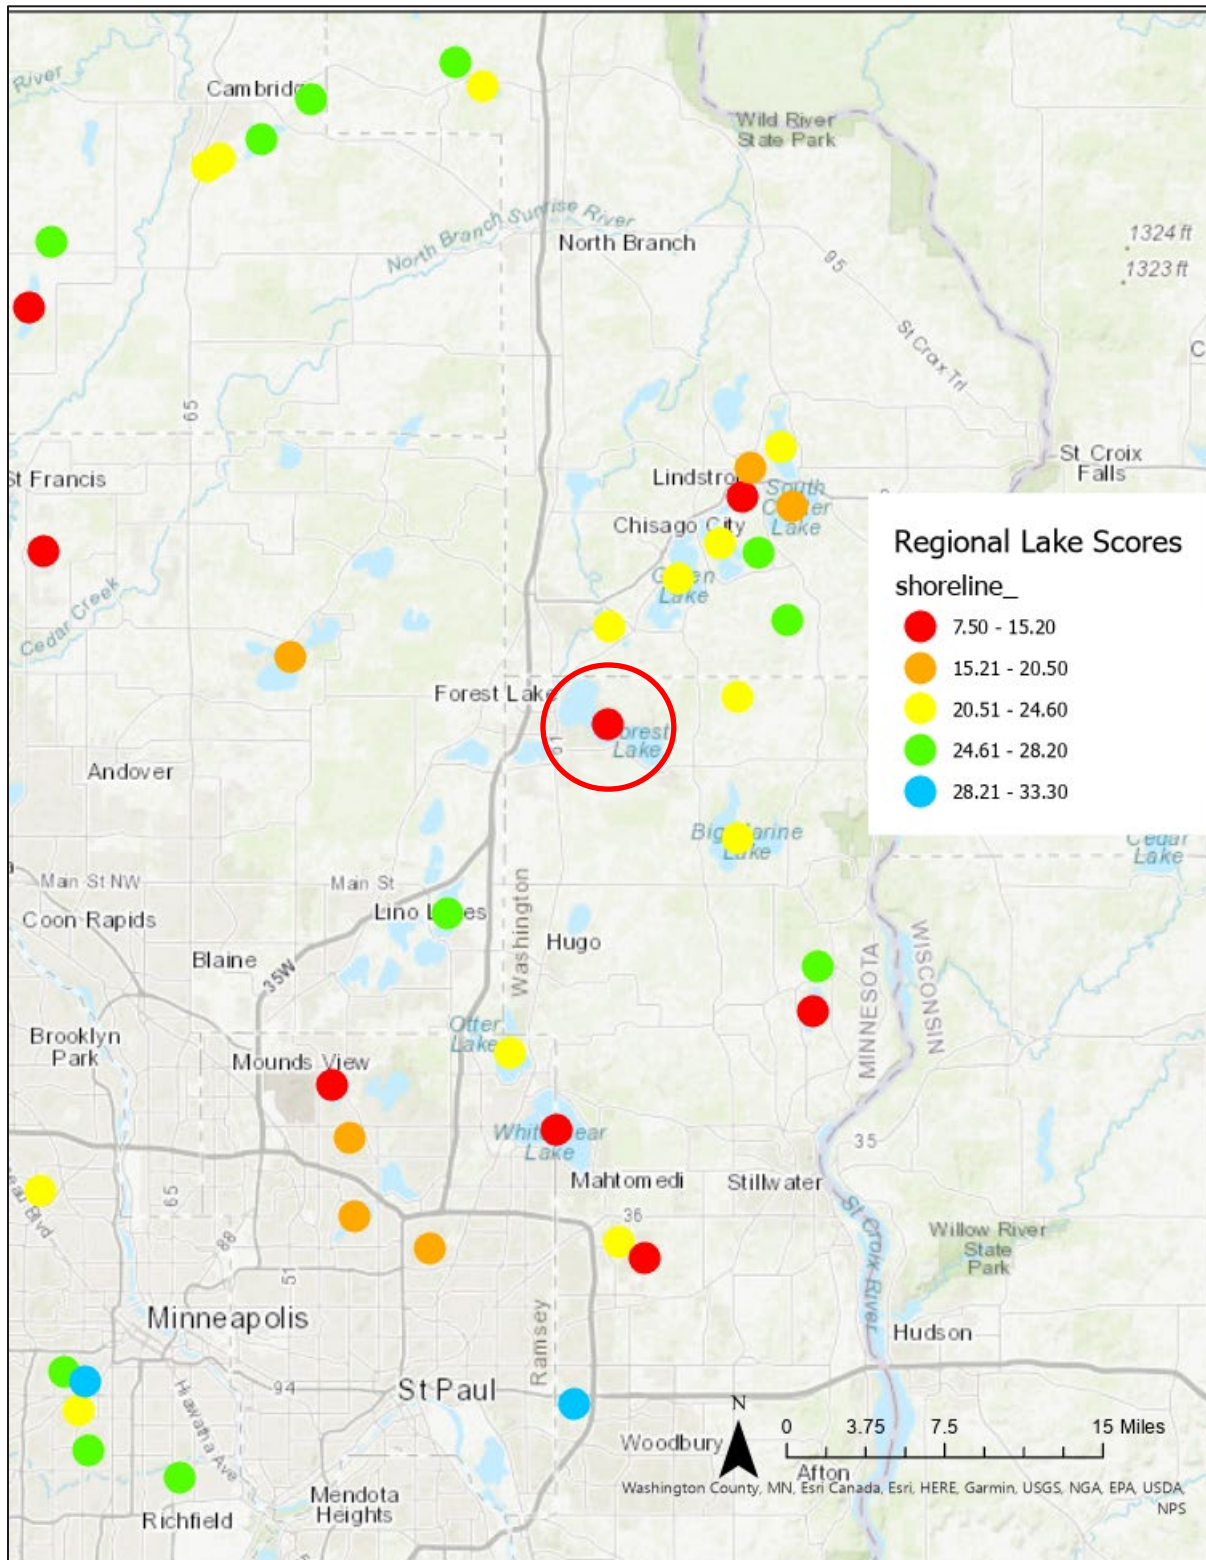 River
Cambridg
Wild River
State Park
North Branch Sunrise River
North Branch
1324 ft
1323 ft
95
St Croix Trl
C
65
St Croix
Falls
St Francis
Lindstro
South
Center
Lake
Chisago City
Green
Lake
Cedar Creek
Regional Lake Scores
shoreline_
7.50 - 15.20
15.21 - 20.50
20.51 - 24.60
24.61 - 28.20
28.21 - 33.30
Forest Lake
61
Forest
Lake
Andover
Big Marine
Lake
Cedar
Lake
Main St NW
Main St
Coon Rapids
Lino Lakes
Washington
Hugo
Blaine
35W
MINNESOTA
WISCONSIN
Otter
Lake
Brooklyn
Park
Mounds View
White Bear
Lake
35
Mahtomedi
Stillwater
65
36
Blvd
88
St Croix River
Willow River
State
Park
51
Minneapolis
Ramsey
Hudson
Hiawatha Ave
94
St Paul
N
0 3.75 7.5 15 Miles
Woodbury
Afton
Washington County, MN, Esri Canada, Esri, HERE, Garmin, USGS, NGA, EPA, USDA,
NPS
Mendota
Heights
Richfield